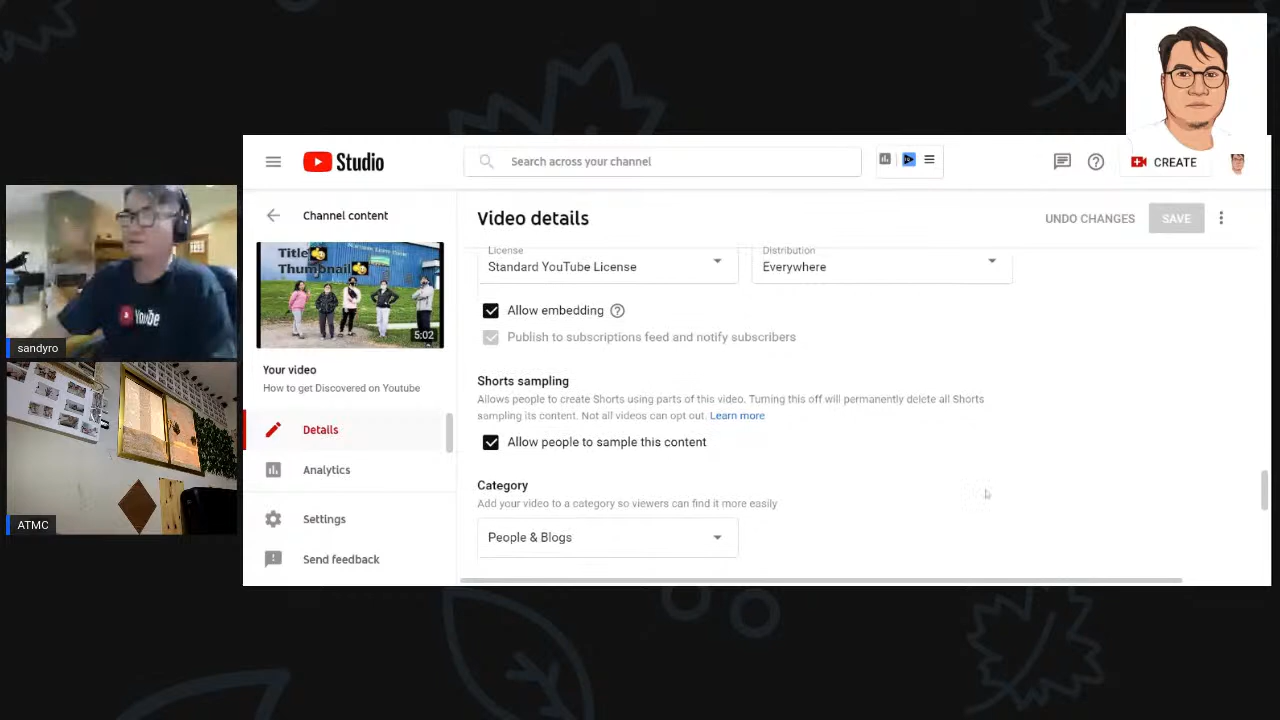 Studio
Search across your channel
CREATE
Channel content
Video details
UNDO CHANGES
SAVE
Title
Thumbnail
5:02
YouTube
sandyro
ATMC
Your video
How to get Discovered on Youtube
Details
Analytics
Settings
Send feedback
License
Standard YouTube License
Distribution
Everywhere
Allow embedding
Publish to subscriptions feed and notify subscribers
Shorts sampling
Allows people to create Shorts using parts of this video. Turning this off will permanently delete all Shorts
sampling its content. Not all videos can opt out. Learn more
Allow people to sample this content
Category
Add your video to a category so viewers can find it more easily
People & Blogs